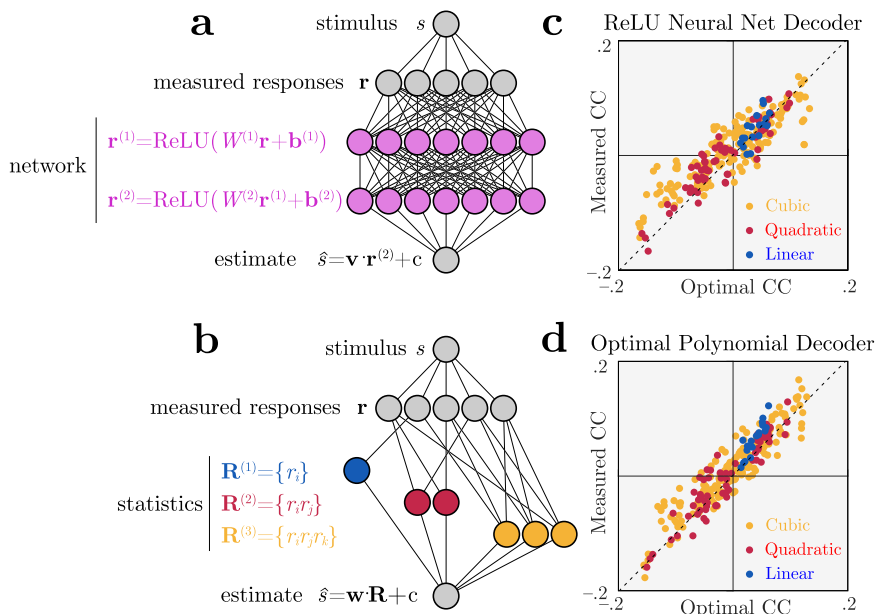 a
stimulus s
measured responses r
network
r⁽¹⁾=ReLU(W⁽¹⁾r+b⁽¹⁾)
r⁽²⁾=ReLU(W⁽²⁾r⁽¹⁾+b⁽²⁾)
estimate ŝ=v·r⁽²⁾+c
b
stimulus s
measured responses r
statistics
R⁽¹⁾={rᵢ}
R⁽²⁾={rᵢrⱼ}
R⁽³⁾={rᵢrⱼrₖ}
estimate ŝ=w·R+c
c
ReLU Neural Net Decoder
.2
Measured CC
Cubic
Quadratic
Linear
-.2
-.2
Optimal CC
.2
d
Optimal Polynomial Decoder
.2
Measured CC
Cubic
Quadratic
Linear
-.2
-.2
Optimal CC
.2